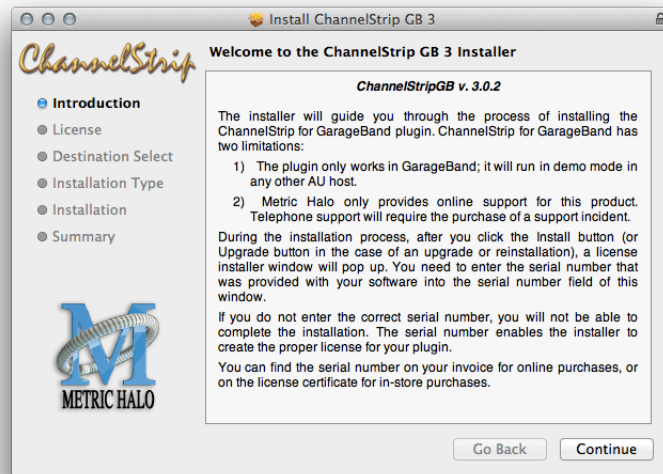 Install ChannelStrip GB 3
ChannelStrip
Welcome to the ChannelStrip GB 3 Installer
Introduction
License
Destination Select
Installation Type
Installation
Summary
M
METRIC HALO
ChannelStripGB v. 3.0.2
The installer will guide you through the process of installing the
ChannelStrip for GarageBand plugin. ChannelStrip for GarageBand has
two limitations:
1) The plugin only works in GarageBand; it will run in demo mode in
any other AU host.
2) Metric Halo only provides online support for this product.
Telephone support will require the purchase of a support incident.
During the installation process, after you click the Install button (or
Upgrade button in the case of an upgrade or reinstallation), a license
installer window will pop up. You need to enter the serial number that
was provided with your software into the serial number field of this
window.
If you do not enter the correct serial number, you will not be able to
complete the installation. The serial number enables the installer to
create the proper license for your plugin.
You can find the serial number on your invoice for online purchases, or
on the license certificate for in-store purchases.
Go Back
Continue